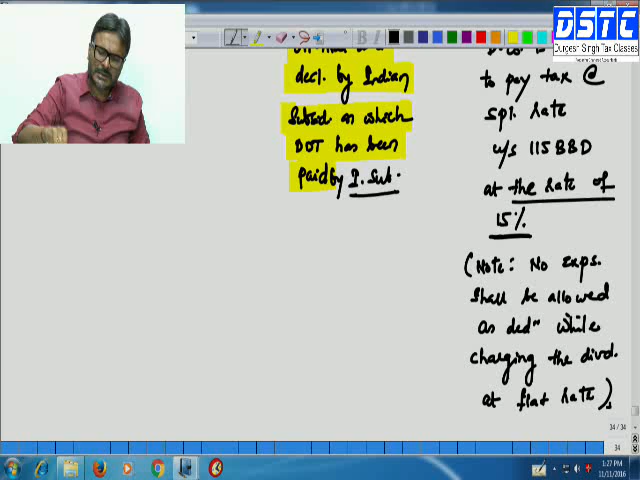 DSTC
Durgesh Singh Tax Classes
decl. by Indian
Subsid on which
DDT has been
paid by I. Sub.
to pay tax @
spl. Rate
u/s 115BBD
at the Rate of
15%
(Note: No exps.
shall be allowed
as dedn while
charging the divd.
at flat Rate),
34 / 34
34
1:27 PM
11/11/2016